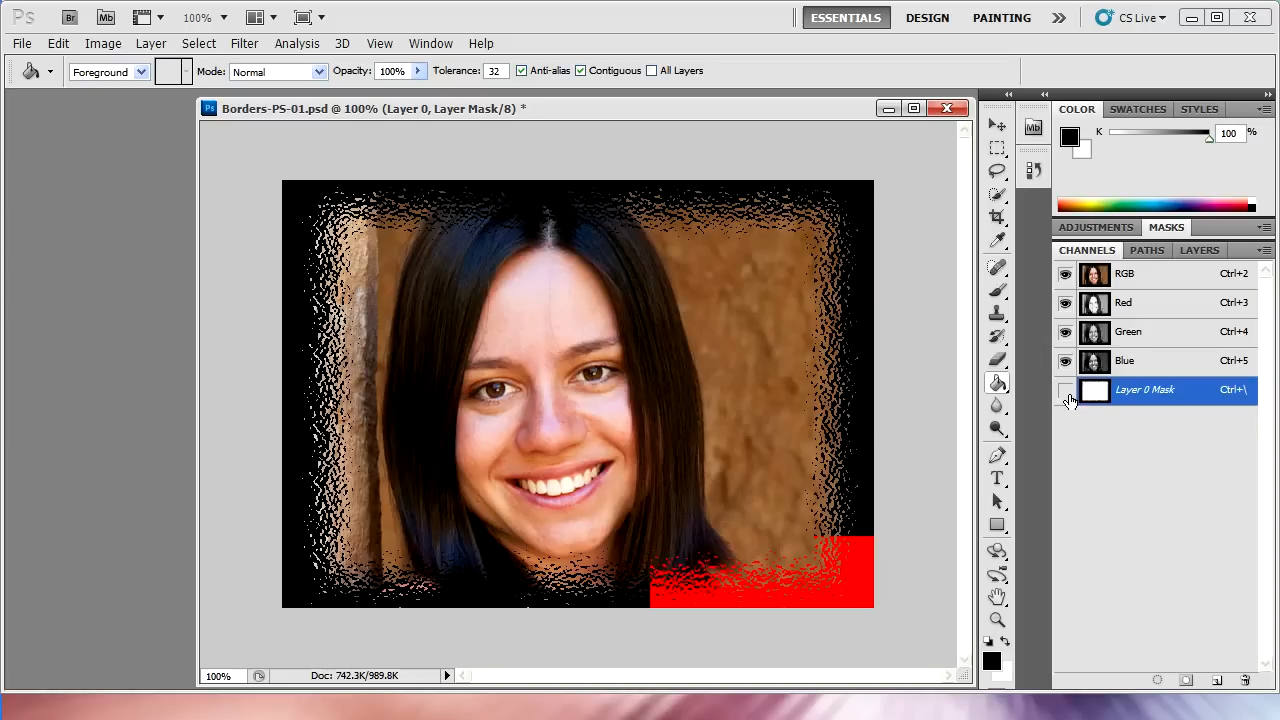 Ps Br Mb 100% ESSENTIALS DESIGN PAINTING CS Live
File Edit Image Layer Select Filter Analysis 3D View Window Help
Foreground Mode: Normal Opacity: 100% Tolerance: 32 Anti-alias Contiguous All Layers
Ps Borders-PS-01.psd @ 100% (Layer 0, Layer Mask/8) *
COLOR SWATCHES STYLES
Mb
K 100 %
ADJUSTMENTS MASKS
CHANNELS PATHS LAYERS
RGB Ctrl+2
Red Ctrl+3
Green Ctrl+4
Blue Ctrl+5
Layer 0 Mask Ctrl+\
T
100% Doc: 742.3K/989.8K